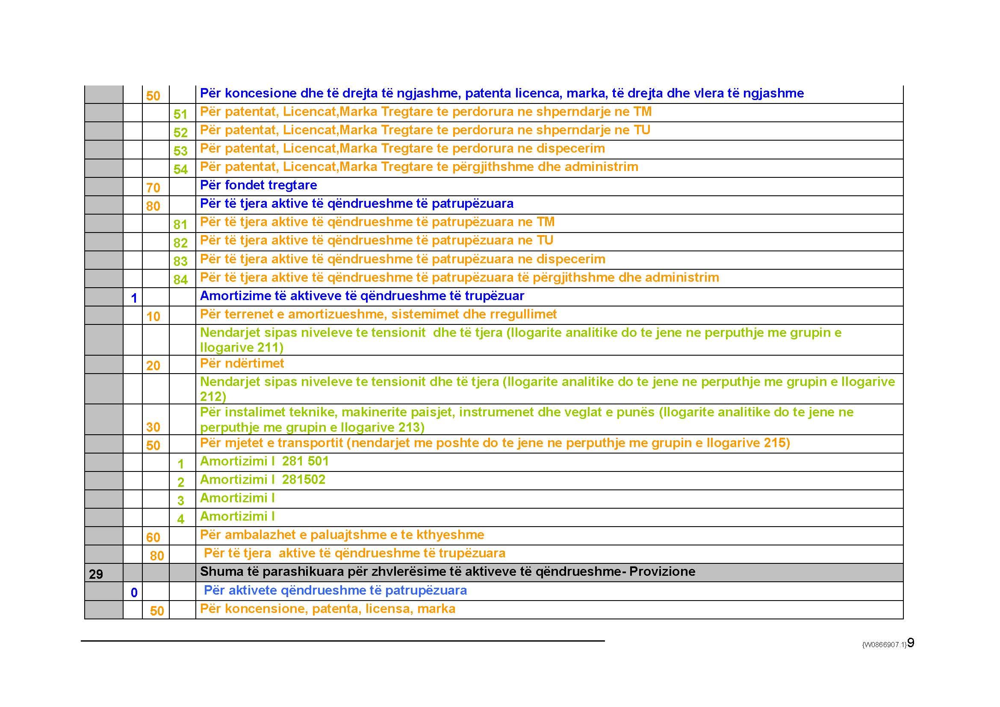 50 Për koncesione dhe të drejta të ngjashme, patenta licenca, marka, të drejta dhe vlera të ngjashme
51 Për patentat, Licencat,Marka Tregtare te perdorura ne shperndarje ne TM
52 Për patentat, Licencat,Marka Tregtare te perdorura ne shperndarje ne TU
53 Për patentat, Licencat,Marka Tregtare te perdorura ne dispecerim
54 Për patentat, Licencat,Marka Tregtare te përgjithshme dhe administrim
70 Për fondet tregtare
80 Për të tjera aktive të qëndrueshme të patrupëzuara
81 Për të tjera aktive të qëndrueshme të patrupëzuara ne TM
82 Për të tjera aktive të qëndrueshme të patrupëzuara ne TU
83 Për të tjera aktive të qëndrueshme të patrupëzuara ne dispecerim
84 Për të tjera aktive të qëndrueshme të patrupëzuara të përgjithshme dhe administrim
1 Amortizime të aktiveve të qëndrueshme të trupëzuar
10 Për terrenet e amortizueshme, sistemimet dhe rregullimet
Nendarjet sipas niveleve te tensionit dhe të tjera (llogarite analitike do te jene ne perputhje me grupin e
llogarive 211)
20 Për ndërtimet
Nendarjet sipas niveleve te tensionit dhe të tjera (llogarite analitike do te jene ne perputhje me grupin e llogarive
212)
Për instalimet teknike, makinerite paisjet, instrumenet dhe veglat e punës (llogarite analitike do te jene ne
30 perputhje me grupin e llogarive 213)
50 Për mjetet e transportit (nendarjet me poshte do te jene ne perputhje me grupin e llogarive 215)
1 Amortizimi I 281 501
2 Amortizimi I 281502
3 Amortizimi I
4 Amortizimi I
60 Për ambalazhet e paluajtshme e te kthyeshme
80 Për të tjera aktive të qëndrueshme të trupëzuara
29 Shuma të parashikuara për zhvlerësime të aktiveve të qëndrueshme- Provizione
0 Për aktivete qëndrueshme të patrupëzuara
50 Për koncensione, patenta, licensa, marka
{W0866907.1}9